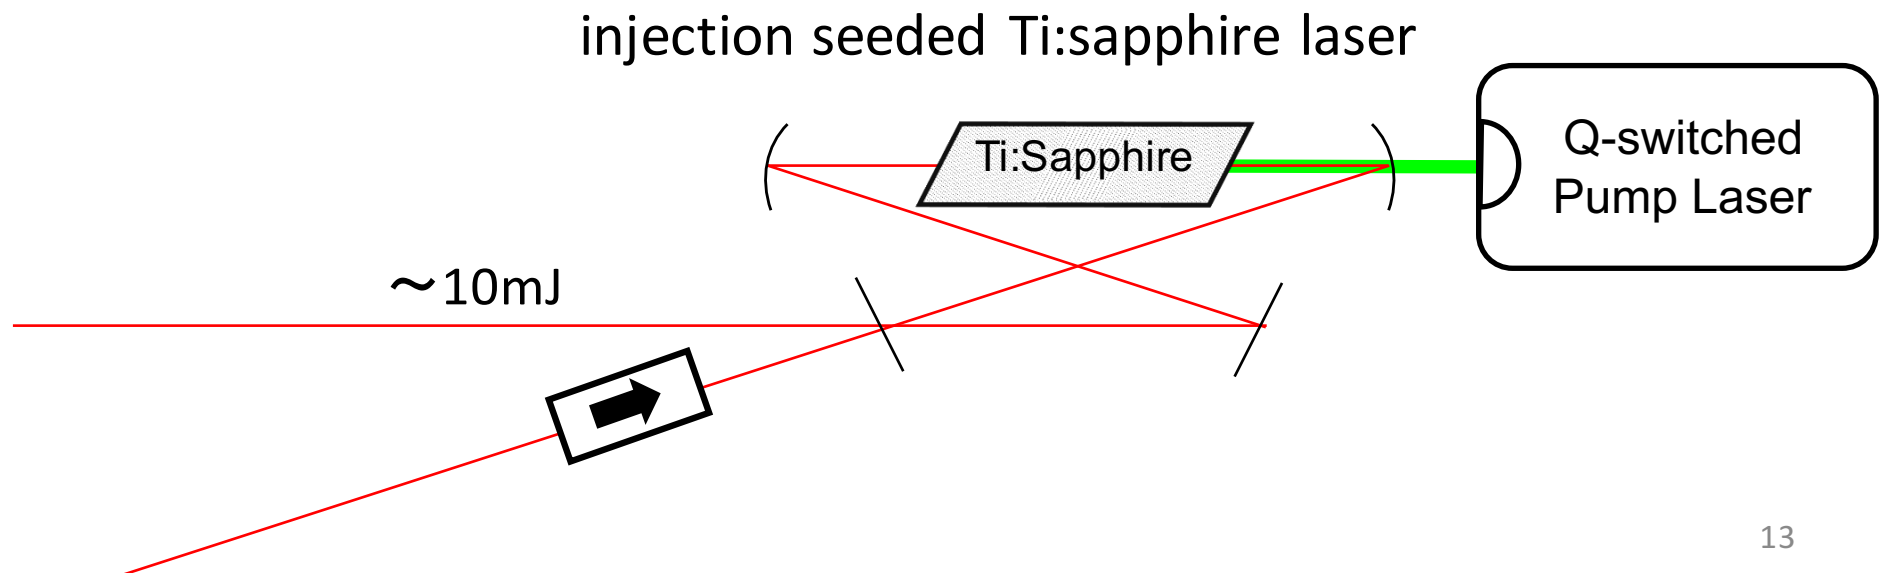 injection seeded Ti:sapphire laser
Q-switched
Pump Laser
Ti:Sapphire
～10mJ
13